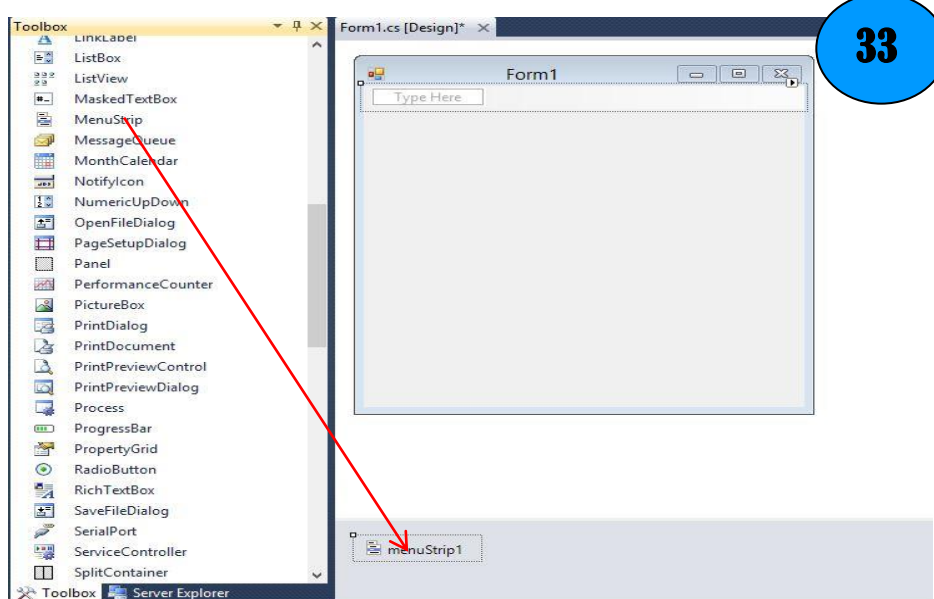 Toolbox
LinkLabel
ListBox
ListView
MaskedTextBox
MenuStrip
MessageQueue
MonthCalendar
NotifyIcon
NumericUpDown
OpenFileDialog
PageSetupDialog
Panel
PerformanceCounter
PictureBox
PrintDialog
PrintDocument
PrintPreviewControl
PrintPreviewDialog
Process
ProgressBar
PropertyGrid
RadioButton
RichTextBox
SaveFileDialog
SerialPort
ServiceController
SplitContainer
Toolbox Server Explorer
Form1.cs [Design]*
33
Form1
Type Here
menuStrip1